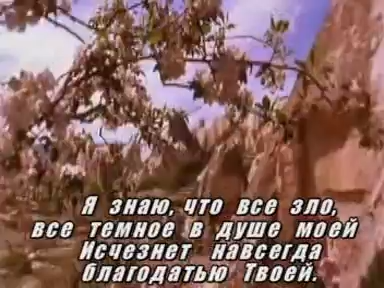 Я знаю, что все зло,
все темное в душе моей
Исчезнет навсегда
благодатью Твоей.